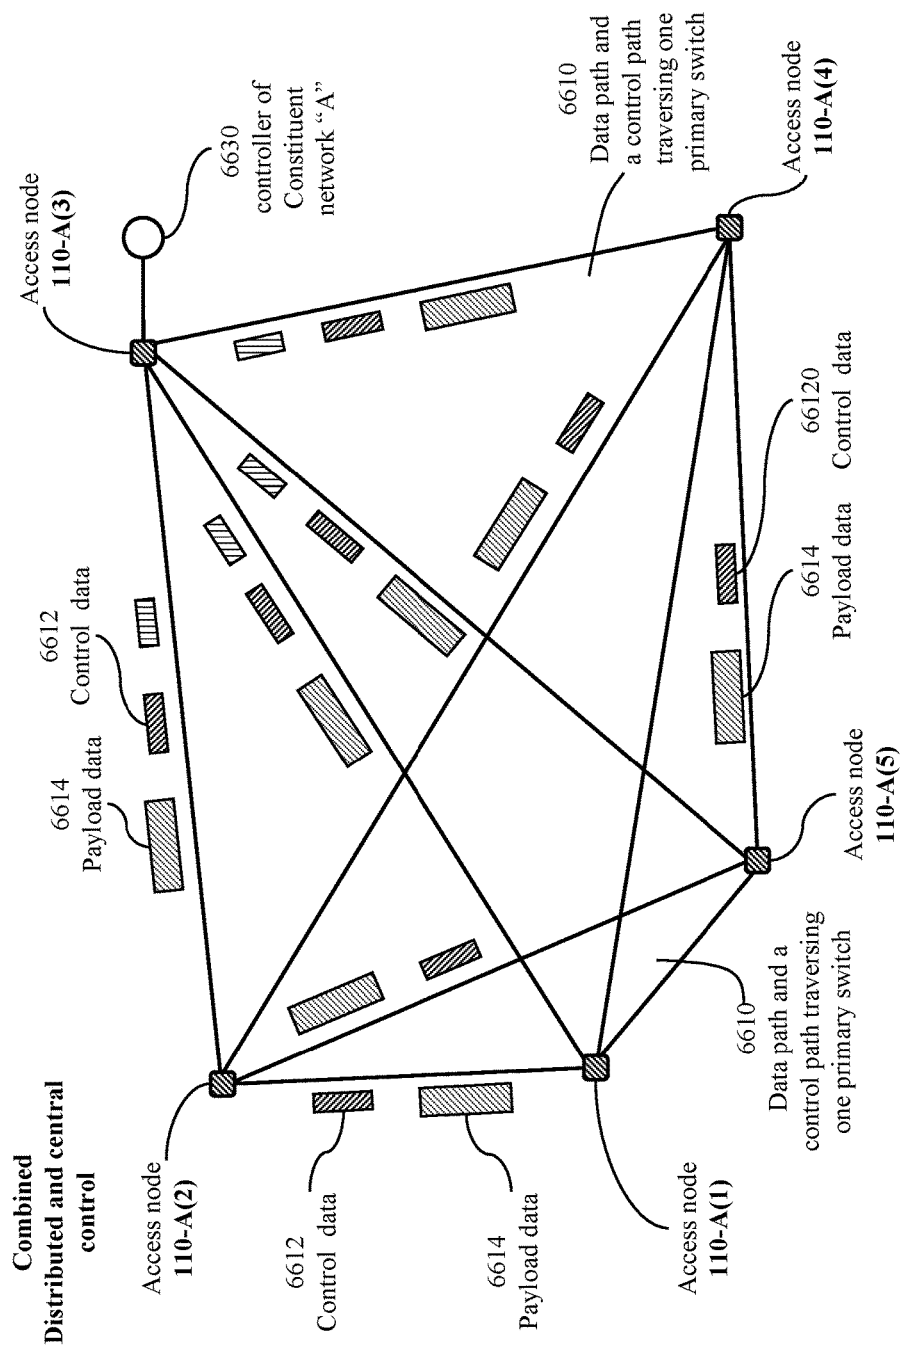 Combined
Distributed and central
control
Access node
110-A(2)
6614
Payload data
6612
Control data
Access node
110-A(3)
6630
controller of
Constituent
network “A”
6612
Control data
6614
Payload data
6610
Data path and
a control path
traversing one
primary switch
Access node
110-A(1)
6610
Data path and a
control path traversing
one primary switch
Access node
110-A(5)
6614
Payload data
66120
Control data
Access node
110-A(4)